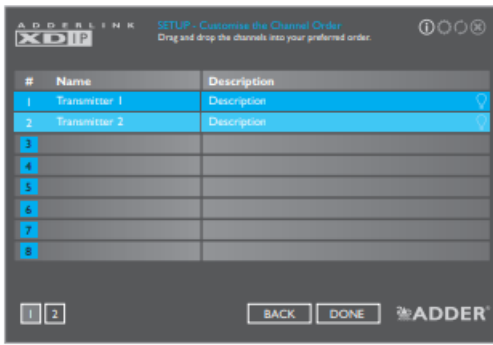 ADDERLINK
XDIP
SETUP - Customise the Channel Order
Drag and drop the channels into your preferred order.
# Name Description
1 Transmitter 1 Description
2 Transmitter 2 Description
3
4
5
6
7
8
1 2 BACK DONE ADDER